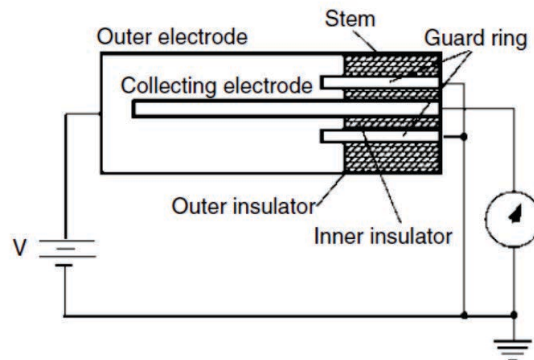 Stem
Outer electrode
Guard ring
Collecting electrode
Outer insulator
Inner insulator
V